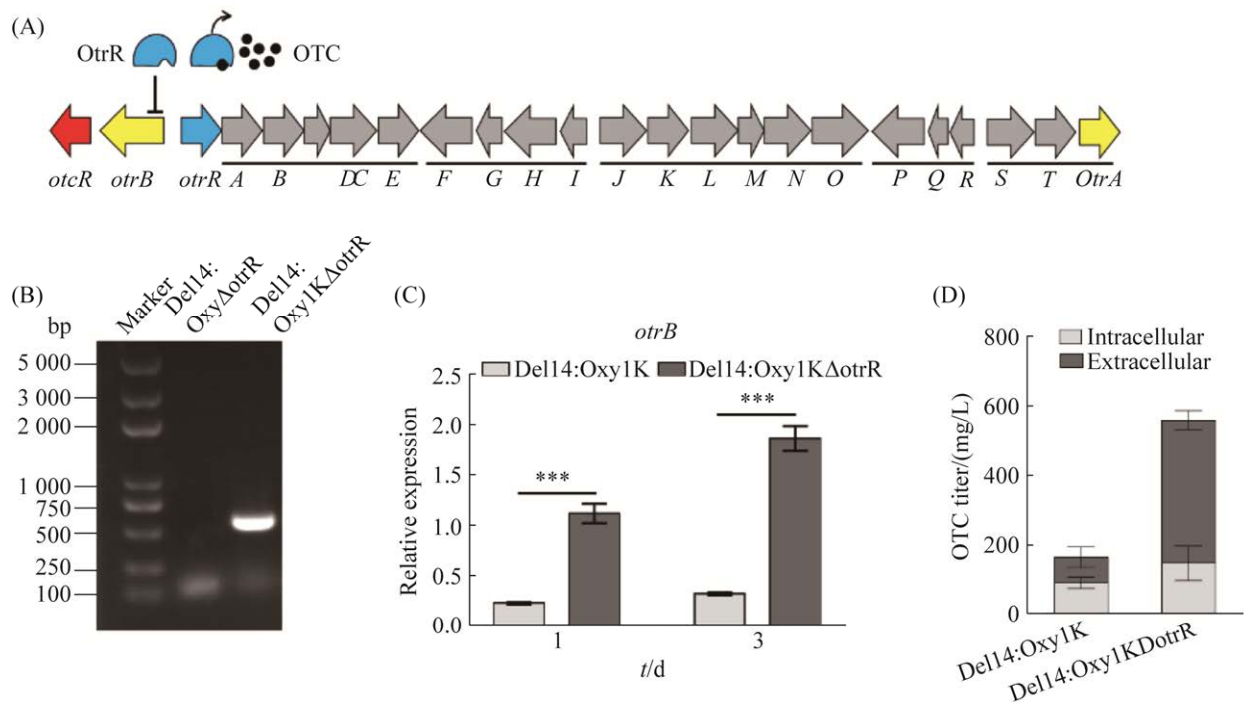 (A)
OtrR
OTC
otcR otrB otrR A B DC E F G H I J K L M N O P Q R S T OtrA
(B)
bp
Marker
Del14:
OxyΔotrR
Del14:
Oxy1KΔotrR
5 000
3 000
2 000
1 000
750
500
250
100
(C)
otrB
Del14:Oxy1K Del14:Oxy1KΔotrR
Relative expression
2.5
2.0
1.5
1.0
0.5
0.0
***
***
1 3
t/d
(D)
Intracellular
Extracellular
OTC titer/(mg/L)
800
600
400
200
0
Del14:Oxy1K
Del14:Oxy1KDotrR